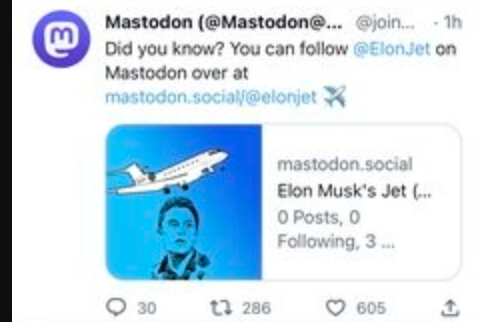 Mastodon (@Mastodon@... @join... · 1h
Did you know? You can follow @ElonJet on
Mastodon over at
mastodon.social/@elonjet ✈️
mastodon.social
Elon Musk's Jet (...
0 Posts, 0
Following, 3 ...
30 286 605